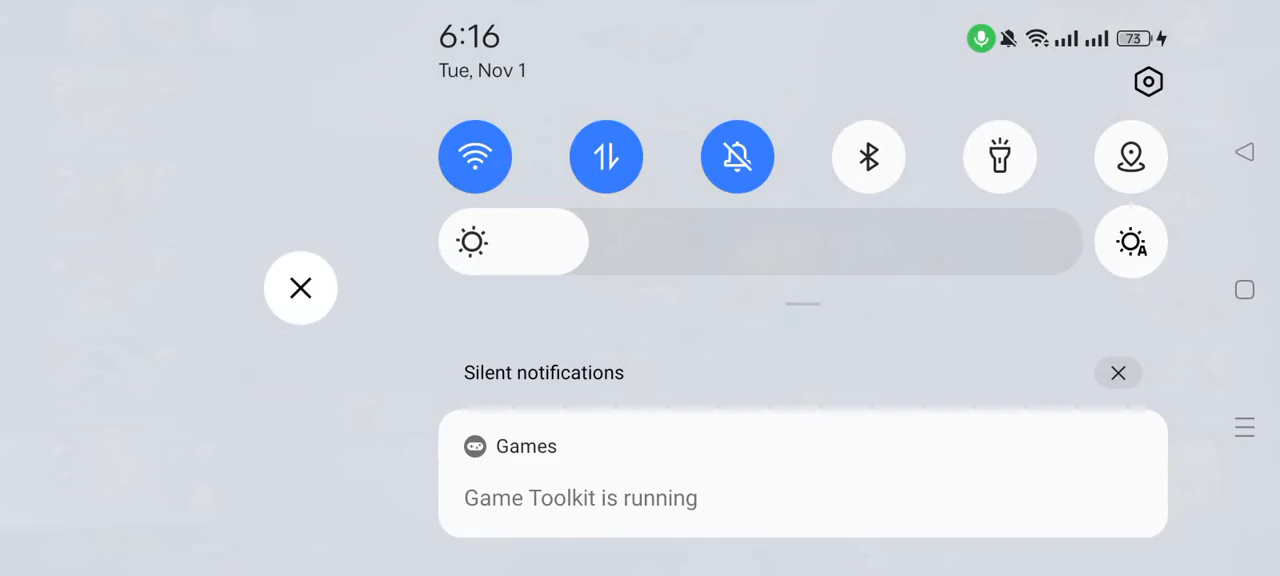 6:16
73
Tue, Nov 1
A
Silent notifications
Games
Game Toolkit is running